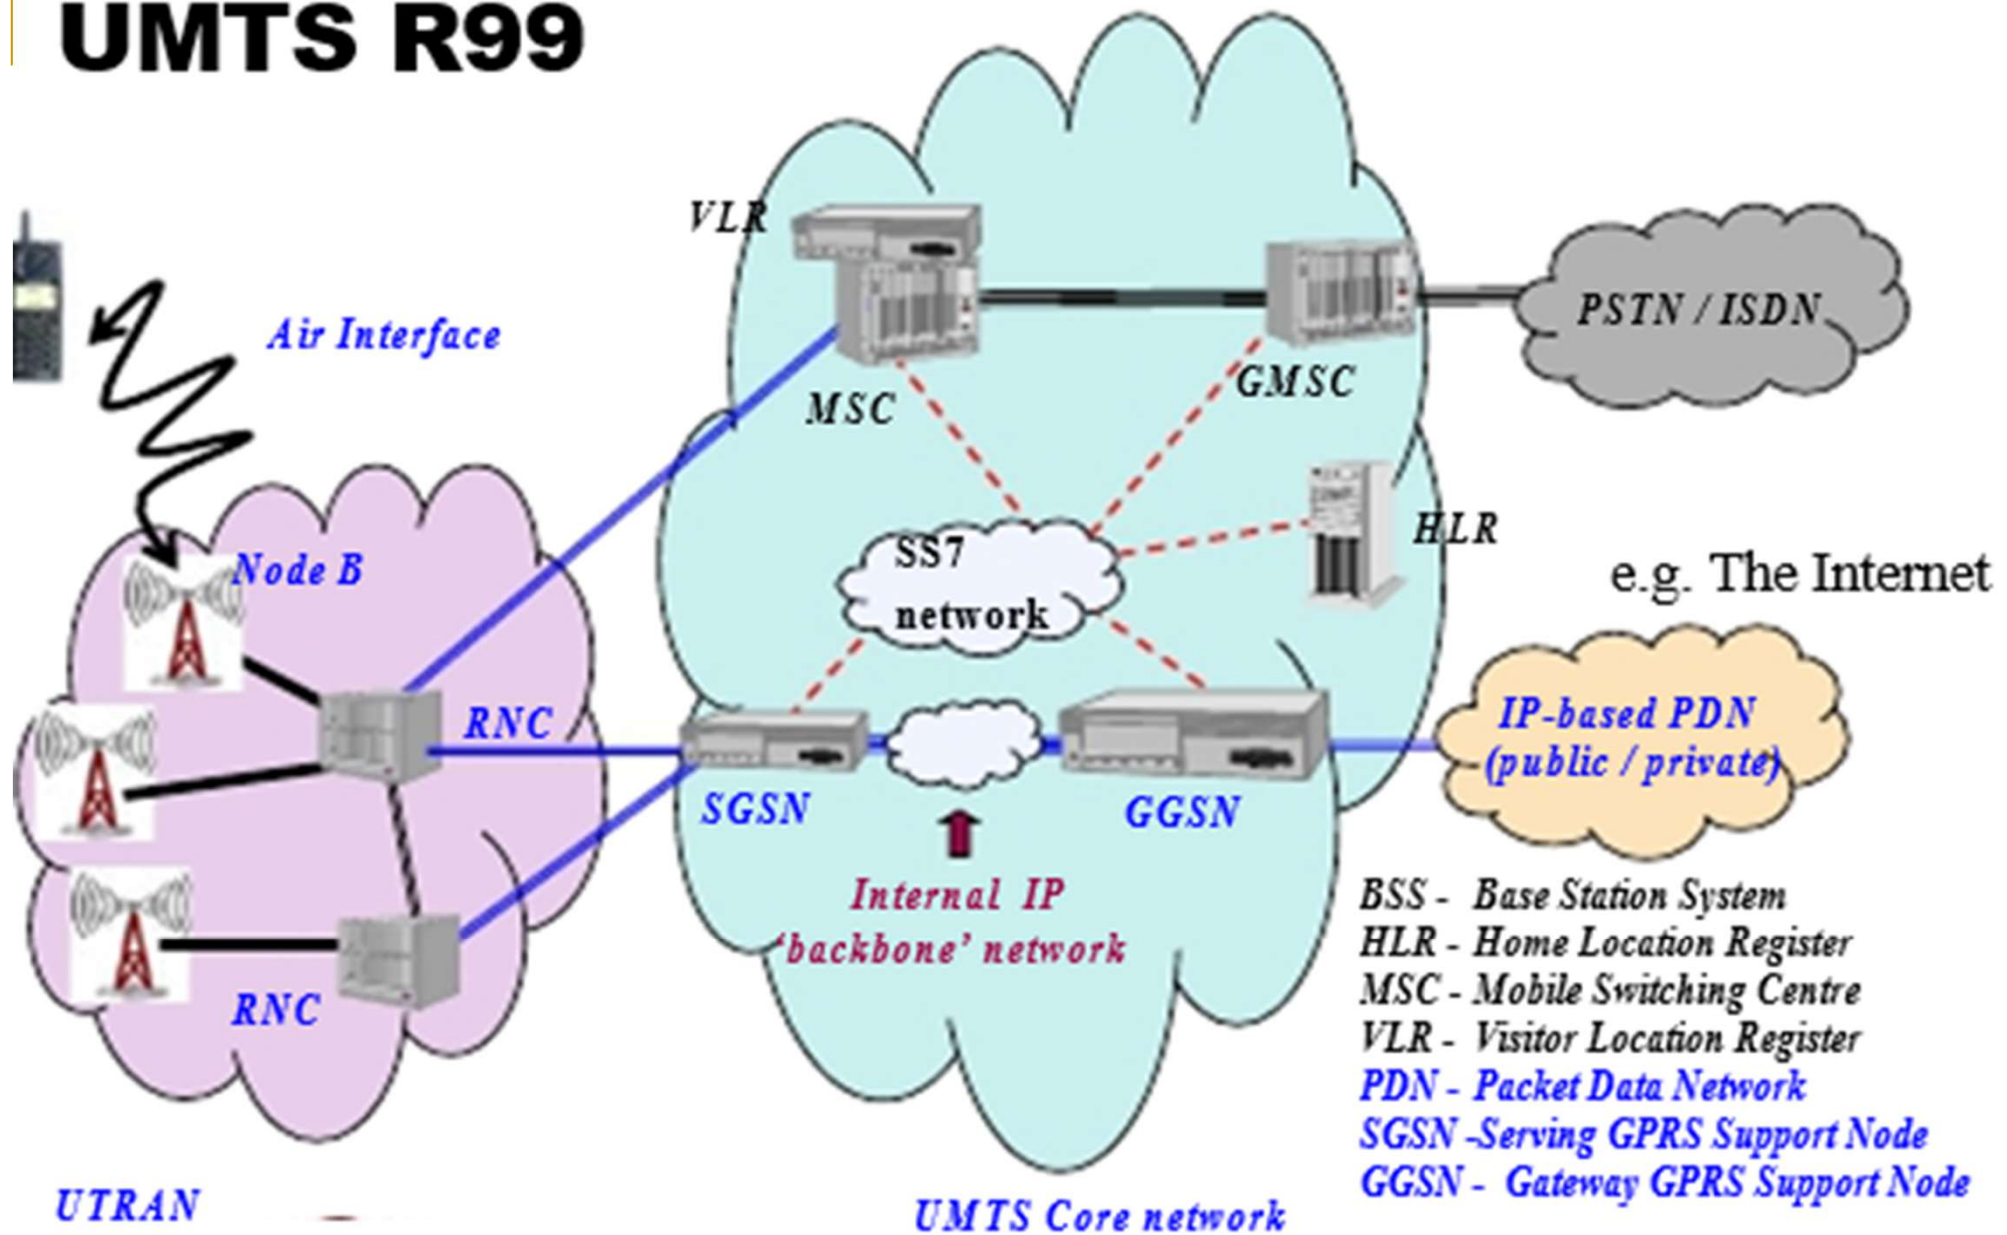 UMTS R99
VLR
Air Interface
PSTN / ISDN
MSC
GMSC
HLR
SS7
network
Node B
e.g. The Internet
RNC
IP-based PDN
(public / private)
SGSN
GGSN
Internal IP
‘backbone’ network
RNC
BSS - Base Station System
HLR - Home Location Register
MSC - Mobile Switching Centre
VLR - Visitor Location Register
PDN - Packet Data Network
SGSN -Serving GPRS Support Node
GGSN - Gateway GPRS Support Node
UTRAN
UMTS Core network